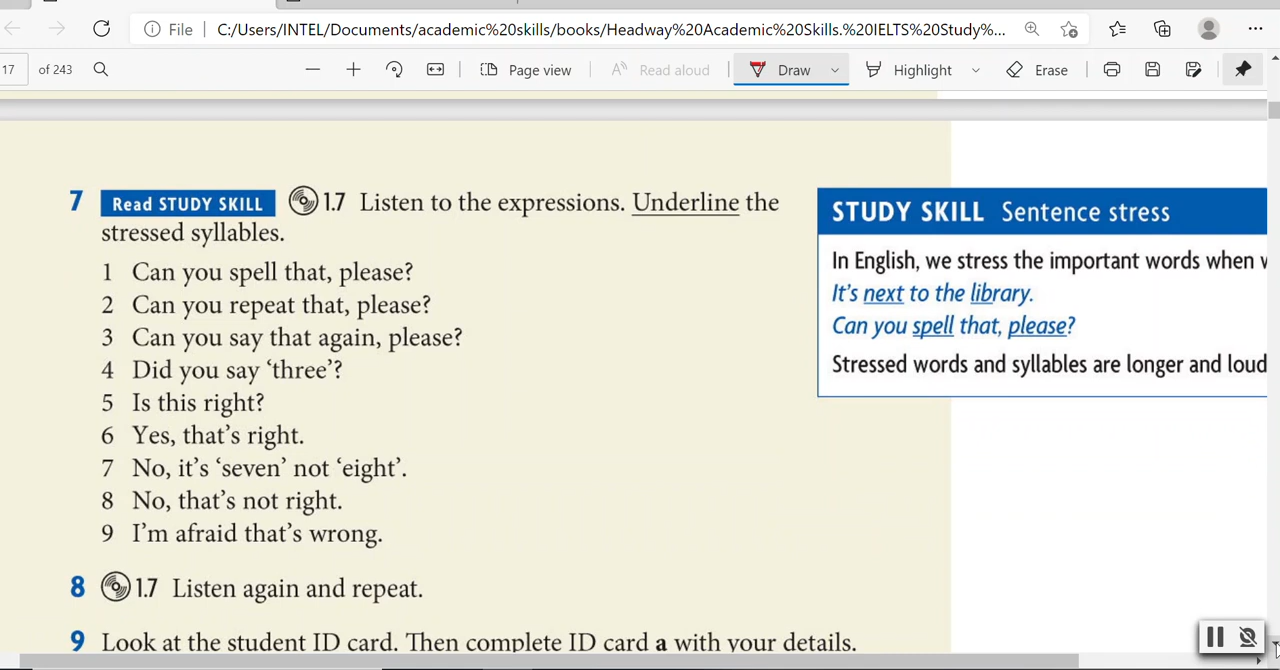 File
C:/Users/INTEL/Documents/academic%20skills/books/Headway%20Academic%20Skills.%20IELTS%20Study%...
17 of 243
Page view
Read aloud
Draw
Highlight
Erase
7 Read STUDY SKILL 1.7 Listen to the expressions. Underline the
stressed syllables.
1 Can you spell that, please?
2 Can you repeat that, please?
3 Can you say that again, please?
4 Did you say ‘three’?
5 Is this right?
6 Yes, that’s right.
7 No, it’s ‘seven’ not ‘eight’.
8 No, that’s not right.
9 I’m afraid that’s wrong.
8 1.7 Listen again and repeat.
9 Look at the student ID card. Then complete ID card a with your details.
STUDY SKILL Sentence stress
In English, we stress the important words when
It’s next to the library.
Can you spell that, please?
Stressed words and syllables are longer and